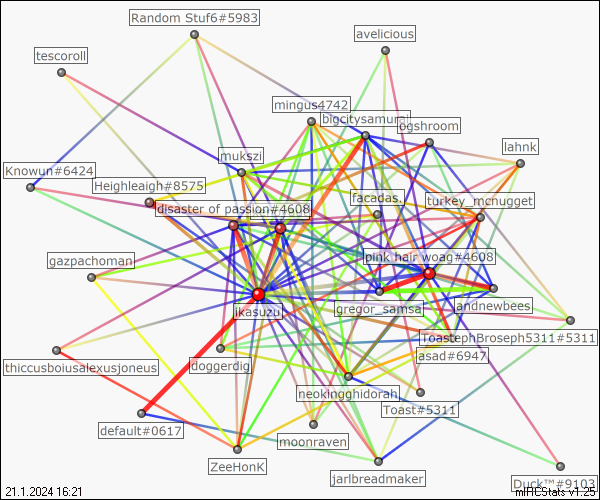 Random Stuf6#5983
avelicious
tescoroll
mingus4742
bigcitysamurai
ogshroom
lahnk
mukszi
Knowun#6424
Heighleaigh#8575
facadas.
turkey_mcnugget
disaster of passion#4608
gazpachoman
pink hair woag#4608
ikasuzu
gregor_samsa
andnewbees
ToastephBroseph5311#5311
asad#6947
thiccusboiusalexusjoneus
doggerdig
neokingghidorah
Toast#5311
default#0617
moonraven
ZeeHonK
jarlbreadmaker
Duck™#9103
21.1.2024 16:21
mIRCStats v1.25